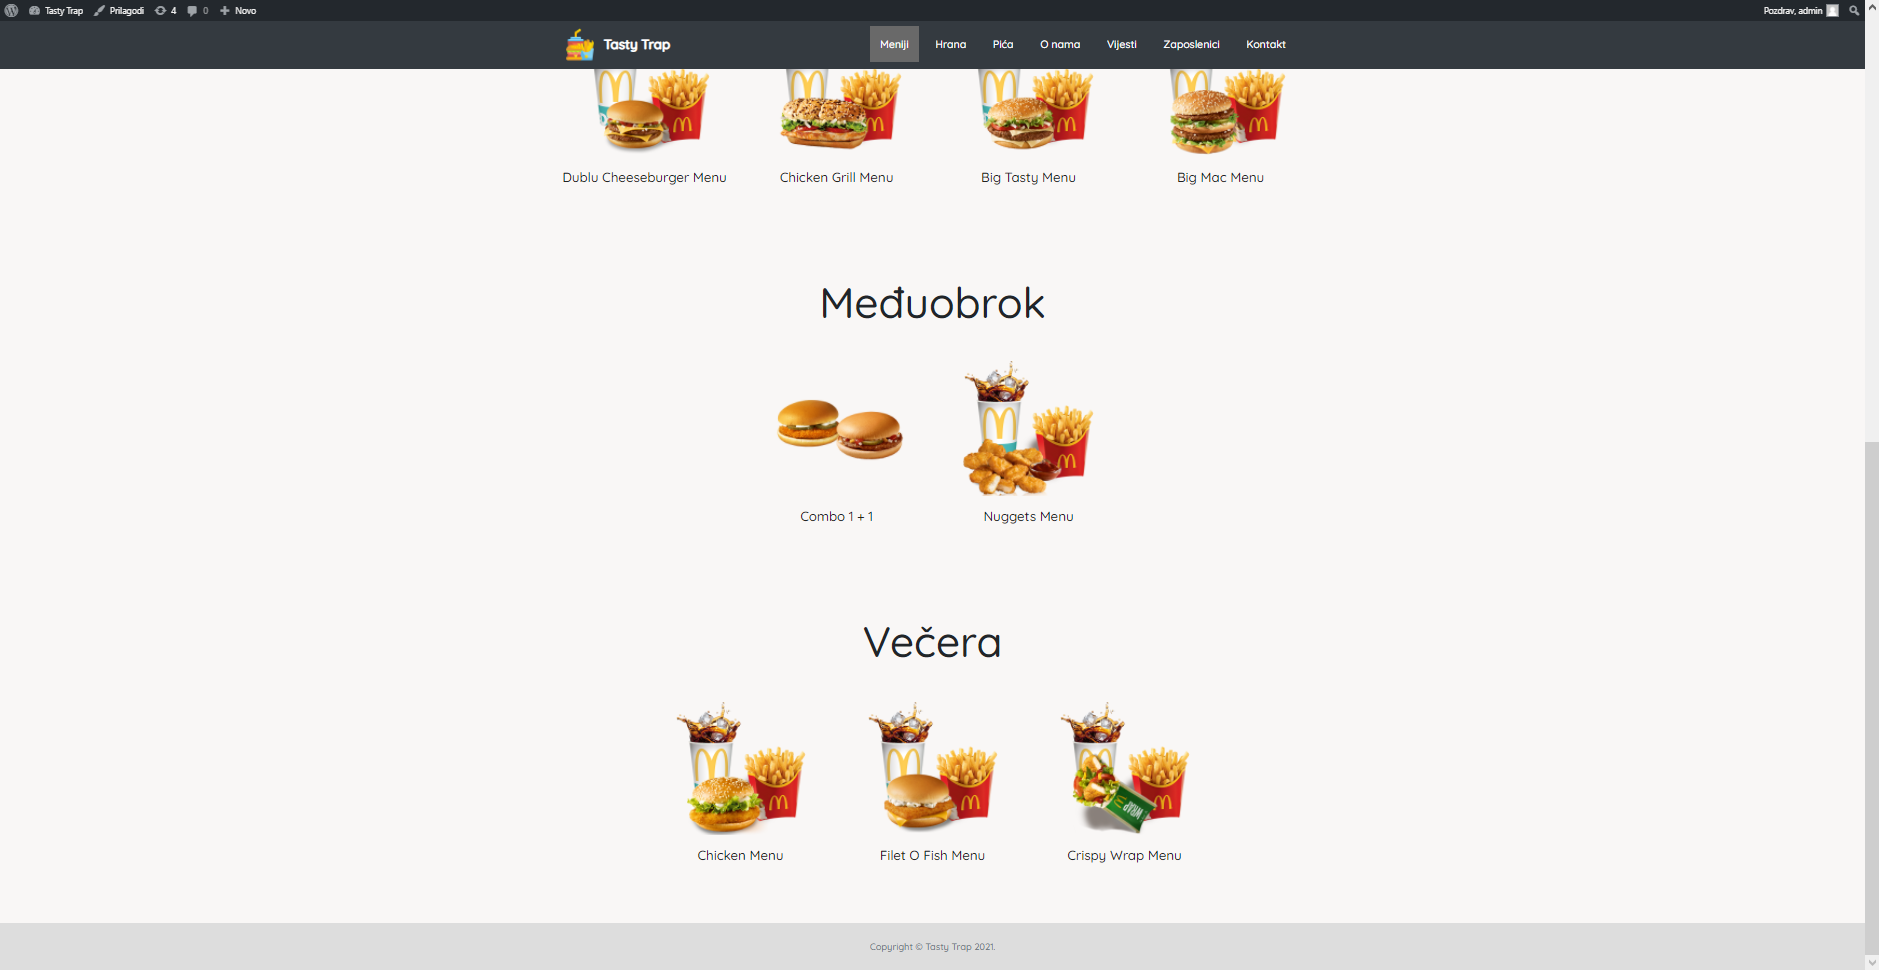 Tasty Trap Prilagodi 4 0 Novo Pozdrav, admin
Tasty Trap Meniji Hrana Pića O nama Vijesti Zaposlenici Kontakt
Dublu Cheeseburger Menu Chicken Grill Menu Big Tasty Menu Big Mac Menu
Međuobrok
Combo 1 + 1 Nuggets Menu
Večera
WRAP
Chicken Menu Filet O Fish Menu Crispy Wrap Menu
Copyright © Tasty Trap 2021.